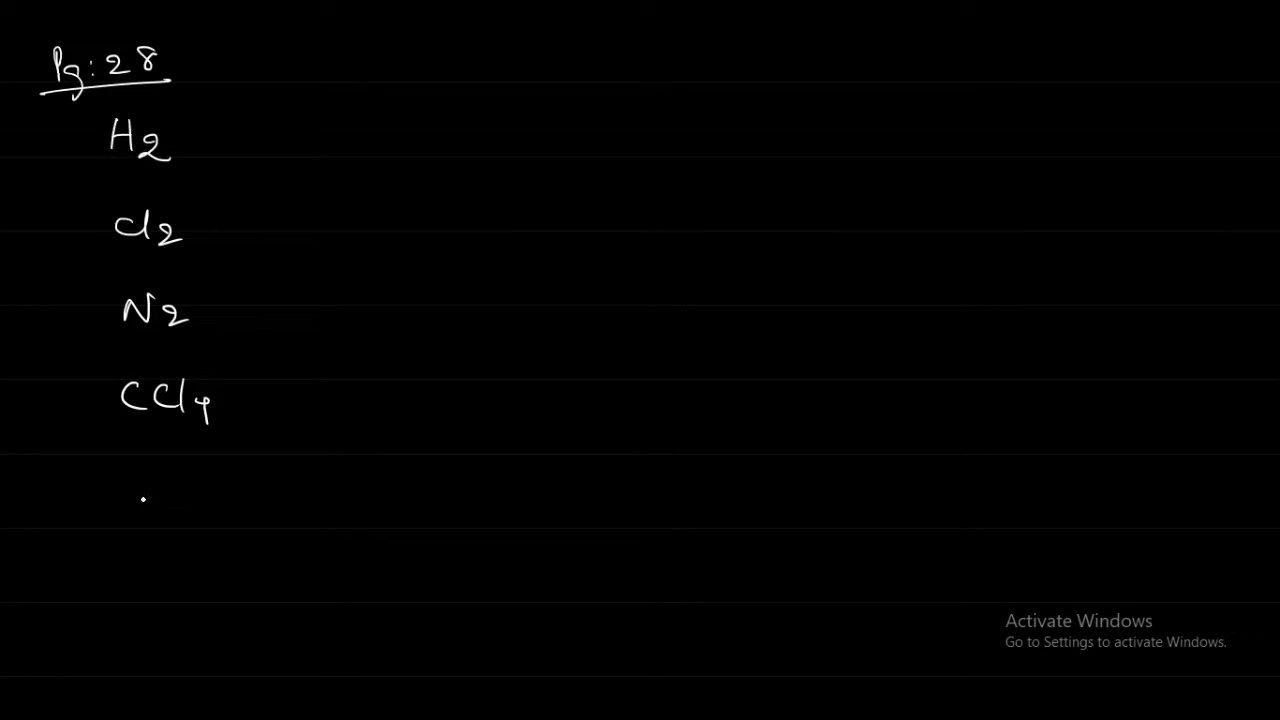 Pg: 28
H2
Cl2
N2
CCl4
Activate Windows
Go to Settings to activate Windows.